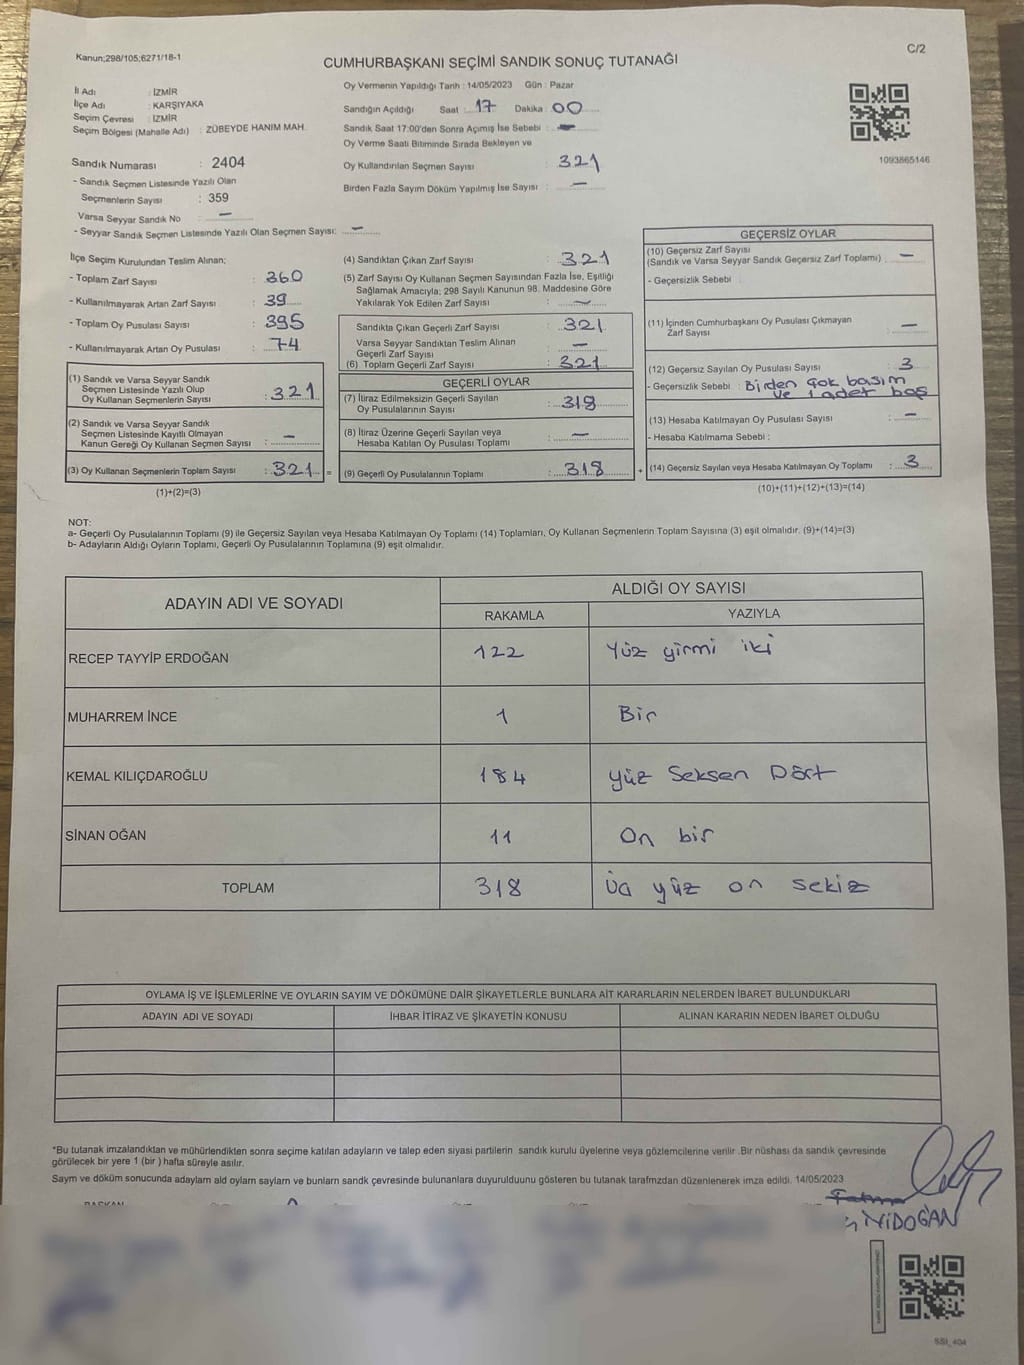 Kanun;298/105;6271/18-1
C/2
CUMHURBAŞKANI SEÇİMİ SANDIK SONUÇ TUTANAĞI
İl Adı : İZMİR
İlçe Adı : KARŞIYAKA
Seçim Çevresi : İZMİR
Seçim Bölgesi (Mahalle Adı) : ZÜBEYDE HANIM MAH.
Sandık Numarası : 2404
- Sandık Seçmen Listesinde Yazılı Olan
Seçmenlerin Sayısı : 359
Varsa Seyyar Sandık No —
- Seyyar Sandık Seçmen Listesinde Yazılı Olan Seçmen Sayısı: —
Oy Vermenin Yapıldığı Tarih : 14/05/2023 Gün : Pazar
Sandığın Açıldığı Saat : 17 Dakika : 00
Sandık Saat 17:00'den Sonra Açımış İse Sebebi : —
Oy Verme Saati Bitiminde Sırada Bekleyen ve
Oy Kullandırılan Seçmen Sayısı : 321
Birden Fazla Sayım Döküm Yapılmış İse Sayısı : —
1093865146
İlçe Seçim Kurulundan Teslim Alınan;
- Toplam Zarf Sayısı : 360
- Kullanılmayarak Artan Zarf Sayısı : 39
- Toplam Oy Pusulası Sayısı : 395
- Kullanılmayarak Artan Oy Pusulası : 74
(1) Sandık ve Varsa Seyyar Sandık
Seçmen Listesinde Yazılı Olup
Oy Kullanan Seçmenlerin Sayısı : 321
(2) Sandık ve Varsa Seyyar Sandık
Seçmen Listesinde Kayıtlı Olmayan
Kanun Gereği Oy Kullanan Seçmen Sayısı : —
(3) Oy Kullanan Seçmenlerin Toplam Sayısı : 321 =
(1)+(2)=(3)
(4) Sandıktan Çıkan Zarf Sayısı : 321
(5) Zarf Sayısı Oy Kullanan Seçmen Sayısından Fazla İse, Eşitliği
Sağlamak Amacıyla; 298 Sayılı Kanunun 98. Maddesine Göre
Yakılarak Yok Edilen Zarf Sayısı : —
Sandıkta Çıkan Geçerli Zarf Sayısı : 321
Varsa Seyyar Sandıktan Teslim Alınan
Geçerli Zarf Sayısı : —
(6) Toplam Geçerli Zarf Sayısı : 321
GEÇERLİ OYLAR
(7) İtiraz Edilmeksizin Geçerli Sayılan
Oy Pusulalarının Sayısı : 318
(8) İtiraz Üzerine Geçerli Sayılan veya
Hesaba Katılan Oy Pusulası Toplamı : —
(9) Geçerli Oy Pusulalarının Toplamı : 318 +
GEÇERSİZ OYLAR
(10) Geçersiz Zarf Sayısı
(Sandık ve Varsa Seyyar Sandık Geçersiz Zarf Toplamı) : —
- Geçersizlik Sebebi :
(11) İçinden Cumhurbaşkanı Oy Pusulası Çıkmayan
Zarf Sayısı : —
(12) Geçersiz Sayılan Oy Pusulası Sayısı : 3
- Geçersizlik Sebebi : Birden çok basım
ve 1 adet boş
(13) Hesaba Katılmayan Oy Pusulası Sayısı : —
- Hesaba Katılmama Sebebi :
(14) Geçersiz Sayılan veya Hesaba Katılmayan Oy Toplamı : 3
(10)+(11)+(12)+(13)=(14)
NOT:
a- Geçerli Oy Pusulalarının Toplamı (9) ile Geçersiz Sayılan veya Hesaba Katılmayan Oy Toplamı (14) Toplamları, Oy Kullanan Seçmenlerin Toplam Sayısına (3) eşit olmalıdır. (9)+(14)=(3)
b- Adayların Aldığı Oyların Toplamı, Geçerli Oy Pusulalarının Toplamına (9) eşit olmalıdır.
ADAYIN ADI VE SOYADI ALDIĞI OY SAYISI
RAKAMLA YAZIYLA
RECEP TAYYİP ERDOĞAN 122 Yüz yirmi iki
MUHARREM İNCE 1 Bir
KEMAL KILIÇDAROĞLU 184 yüz Seksen Dört
SİNAN OĞAN 11 On bir
TOPLAM 318 Üç yüz on sekiz
OYLAMA İŞ VE İŞLEMLERİNE VE OYLARIN SAYIM VE DÖKÜMÜNE DAİR ŞİKAYETLERLE BUNLARA AİT KARARLARIN NELERDEN İBARET BULUNDUKLARI
ADAYIN ADI VE SOYADI İHBAR İTİRAZ VE ŞİKAYETİN KONUSU ALINAN KARARIN NEDEN İBARET OLDUĞU
*Bu tutanak imzalandıktan ve mühürlendikten sonra seçime katılan adayların ve talep eden siyasi partilerin sandık kurulu üyelerine veya gözlemcilerine verilir .Bir nüshası da sandık çevresinde
görülecek bir yere 1 (bir ) hafta süreyle asılır.
Sayım ve döküm sonucunda adayların ald oyların sayların ve bunların sandk çevresinde bulunanlara duyurulduunu gösteren bu tutanak tarafmzdan düzenlenerek imza edildi. 14/05/2023
BAŞKAN
SSI_404